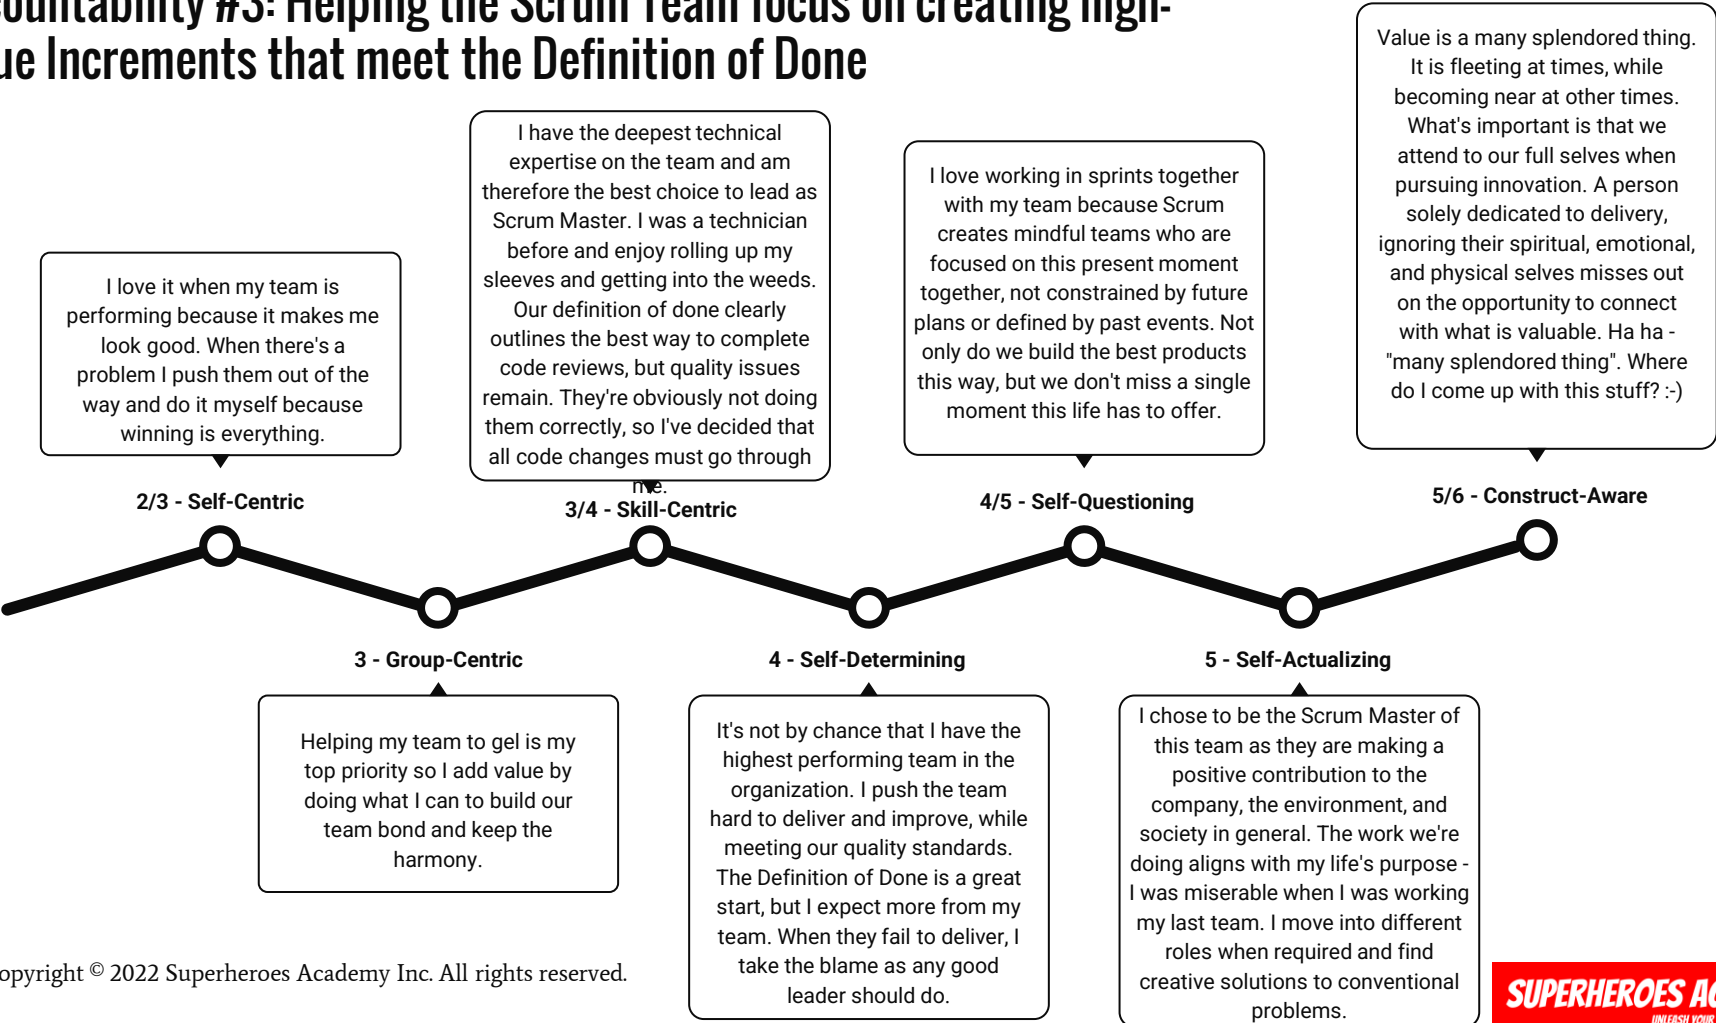 countability #3: Helping the Scrum Team focus on creating high-
ue Increments that meet the Definition of Done
I love it when my team is
performing because it makes me
look good. When there's a
problem I push them out of the
way and do it myself because
winning is everything.
2/3 - Self-Centric
I have the deepest technical
expertise on the team and am
therefore the best choice to lead as
Scrum Master. I was a technician
before and enjoy rolling up my
sleeves and getting into the weeds.
Our definition of done clearly
outlines the best way to complete
code reviews, but quality issues
remain. They're obviously not doing
them correctly, so I've decided that
all code changes must go through
me.
3/4 - Skill-Centric
I love working in sprints together
with my team because Scrum
creates mindful teams who are
focused on this present moment
together, not constrained by future
plans or defined by past events. Not
only do we build the best products
this way, but we don't miss a single
moment this life has to offer.
4/5 - Self-Questioning
Value is a many splendored thing.
It is fleeting at times, while
becoming near at other times.
What's important is that we
attend to our full selves when
pursuing innovation. A person
solely dedicated to delivery,
ignoring their spiritual, emotional,
and physical selves misses out
on the opportunity to connect
with what is valuable. Ha ha -
"many splendored thing". Where
do I come up with this stuff? :-)
5/6 - Construct-Aware
3 - Group-Centric
Helping my team to gel is my
top priority so I add value by
doing what I can to build our
team bond and keep the
harmony.
4 - Self-Determining
It's not by chance that I have the
highest performing team in the
organization. I push the team
hard to deliver and improve, while
meeting our quality standards.
The Definition of Done is a great
start, but I expect more from my
team. When they fail to deliver, I
take the blame as any good
leader should do.
5 - Self-Actualizing
I chose to be the Scrum Master of
this team as they are making a
positive contribution to the
company, the environment, and
society in general. The work we're
doing aligns with my life's purpose -
I was miserable when I was working
my last team. I move into different
roles when required and find
creative solutions to conventional
problems.
opyright © 2022 Superheroes Academy Inc. All rights reserved.
SUPERHEROES AC
UNLEASH YOUR